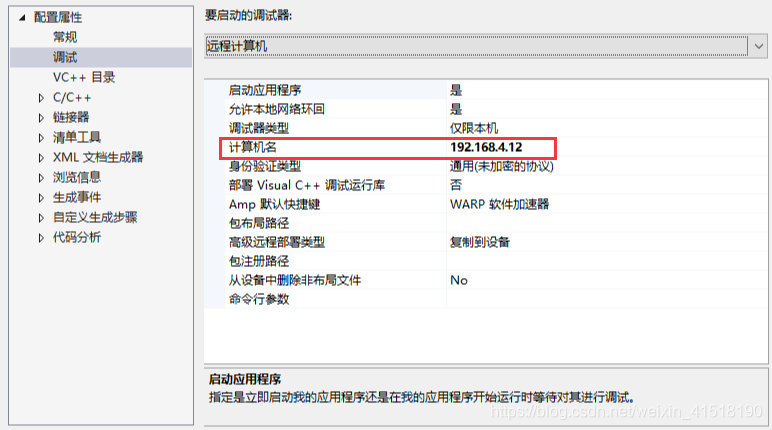 配置属性
常规
调试
VC++ 目录
C/C++
链接器
清单工具
XML 文档生成器
浏览信息
生成事件
自定义生成步骤
代码分析
要启动的调试器:
远程计算机
启动应用程序 是
允许本地网络环回 是
调试器类型 仅限本机
计算机名 192.168.4.12
身份验证类型 通用(未加密的协议)
部署 Visual C++ 调试运行库 否
Amp 默认快捷键 WARP 软件加速器
包布局路径
高级远程部署类型 复制到设备
包注册路径
从设备中删除非布局文件 No
命令行参数
启动应用程序
指定是立即启动我的应用程序还是在我的应用程序开始运行时等待对其进行调试。
https://blog.csdn.net/weixin_41518190